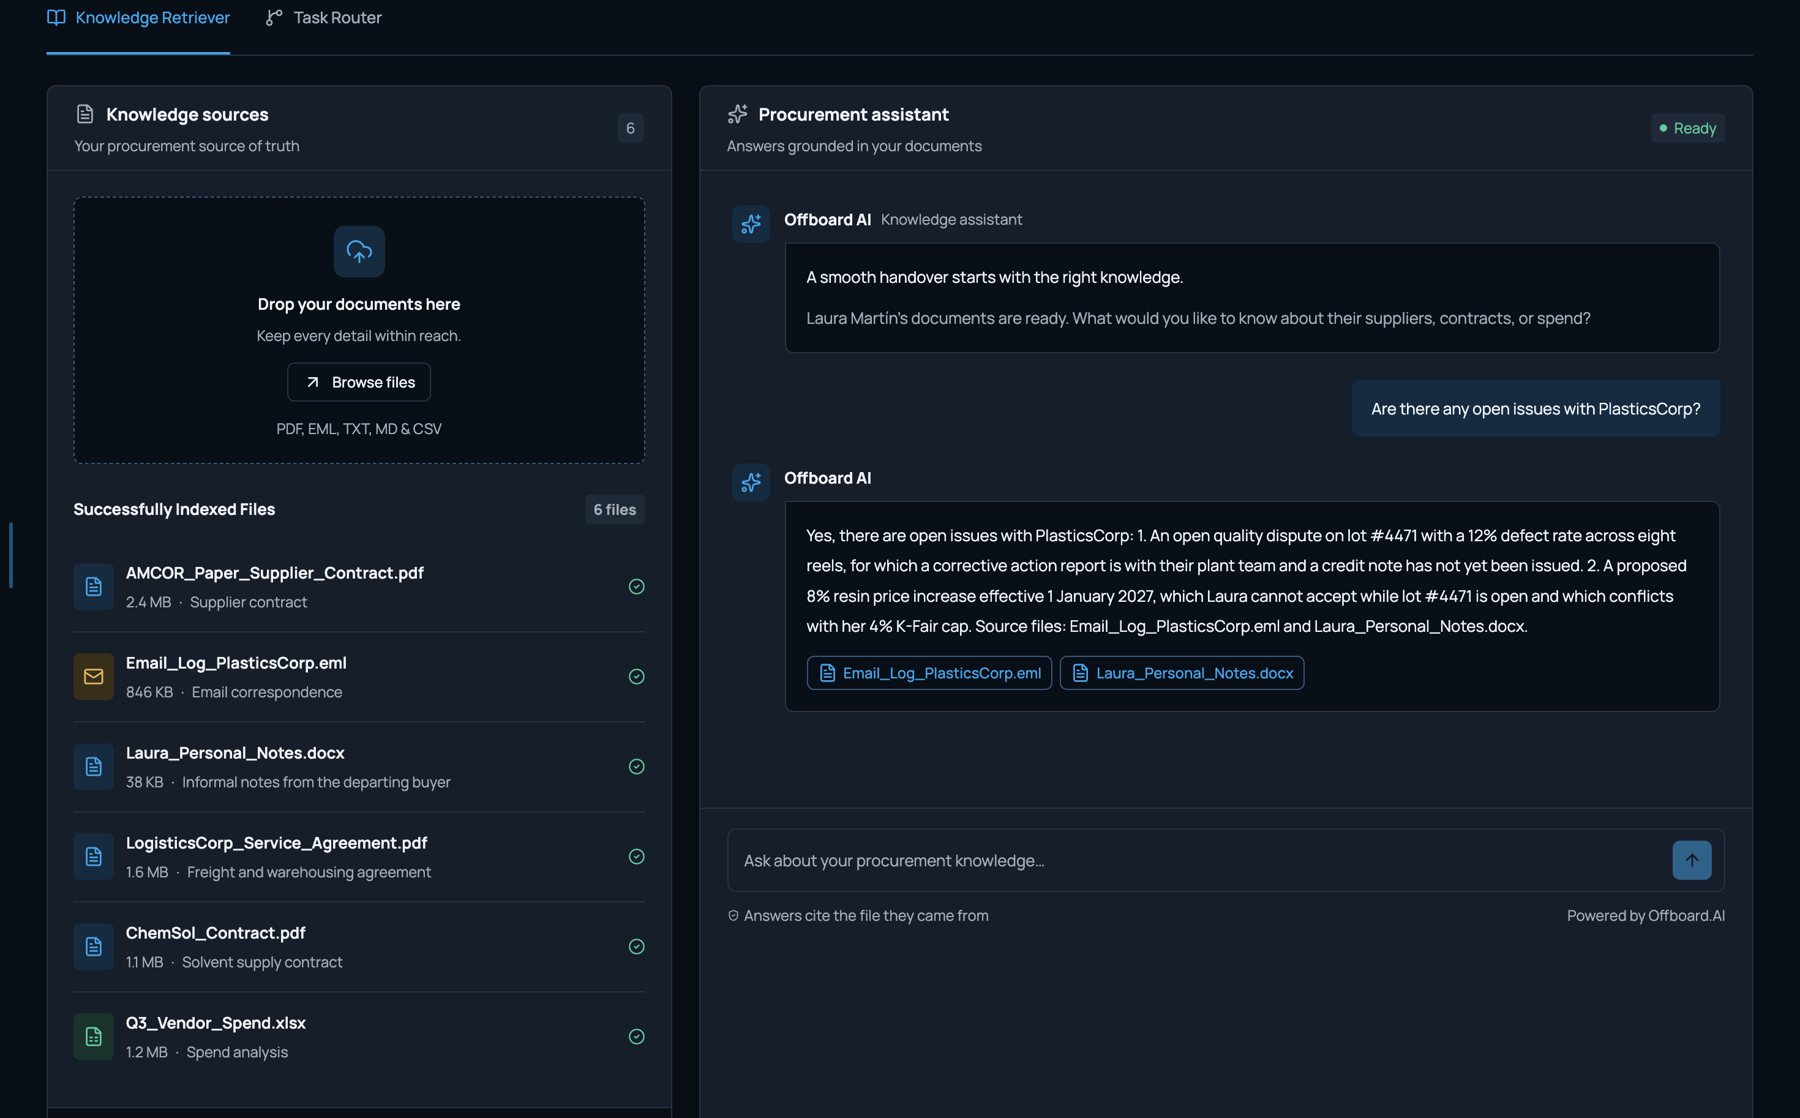 Knowledge Retriever
Task Router
Knowledge sources
Your procurement source of truth
6
Drop your documents here
Keep every detail within reach.
Browse files
PDF, EML, TXT, MD & CSV
Successfully Indexed Files
6 files
AMCOR_Paper_Supplier_Contract.pdf
2.4 MB · Supplier contract
Email_Log_PlasticsCorp.eml
846 KB · Email correspondence
Laura_Personal_Notes.docx
38 KB · Informal notes from the departing buyer
LogisticsCorp_Service_Agreement.pdf
1.6 MB · Freight and warehousing agreement
ChemSol_Contract.pdf
1.1 MB · Solvent supply contract
Q3_Vendor_Spend.xlsx
1.2 MB · Spend analysis
Procurement assistant
Answers grounded in your documents
Ready
Offboard AI Knowledge assistant
A smooth handover starts with the right knowledge.
Laura Martín's documents are ready. What would you like to know about their suppliers, contracts, or spend?
Are there any open issues with PlasticsCorp?
Offboard AI
Yes, there are open issues with PlasticsCorp: 1. An open quality dispute on lot #4471 with a 12% defect rate across eight
reels, for which a corrective action report is with their plant team and a credit note has not yet been issued. 2. A proposed
8% resin price increase effective 1 January 2027, which Laura cannot accept while lot #4471 is open and which conflicts
with her 4% K-Fair cap. Source files: Email_Log_PlasticsCorp.eml and Laura_Personal_Notes.docx.
Email_Log_PlasticsCorp.eml
Laura_Personal_Notes.docx
Ask about your procurement knowledge...
Answers cite the file they came from
Powered by Offboard.AI